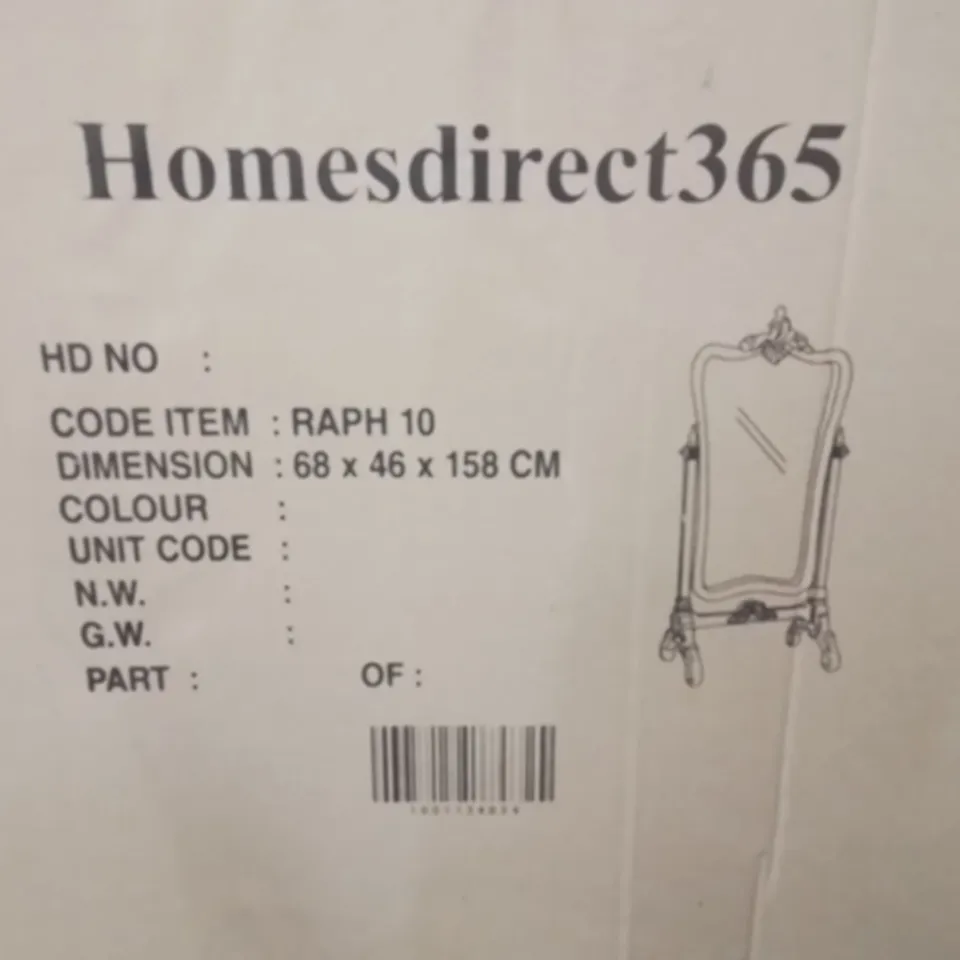 Homesdirect365
HD NO :
CODE ITEM : RAPH 10
DIMENSION : 68 x 46 x 158 CM
COLOUR :
UNIT CODE :
N.W. :
G.W. :
PART : OF :